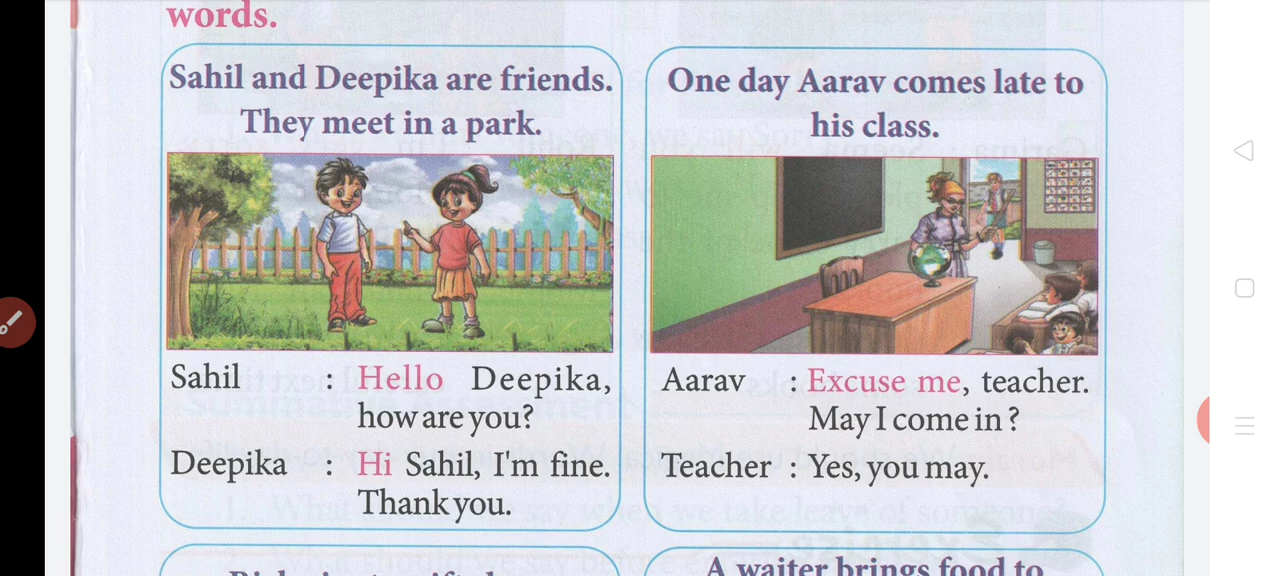 words.
Sahil and Deepika are friends.
They meet in a park.
Sahil : Hello Deepika,
how are you?
Deepika : Hi Sahil, I'm fine.
Thank you.
One day Aarav comes late to
his class.
Aarav : Excuse me, teacher.
May I come in ?
Teacher : Yes, you may.
A waiter brings food to